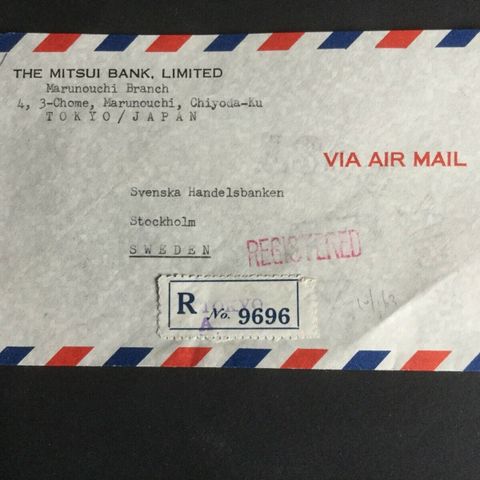 THE MITSUI BANK, LIMITED
Marunouchi Branch
4, 3-Chome, Marunouchi, Chiyoda-Ku
TOKYO/JAPAN
VIA AIR MAIL
Svenska Handelsbanken
Stockholm
SWEDEN
REGISTERED
R TOKYO
A No. 9696